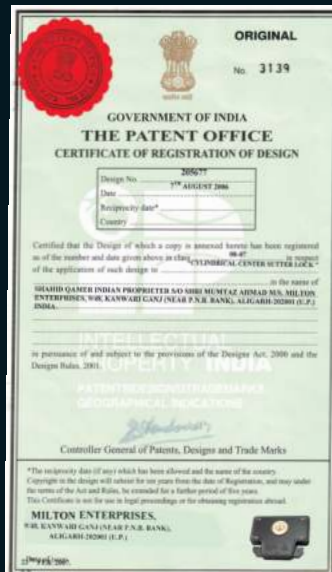 ORIGINAL
No. 3139
GOVERNMENT OF INDIA
THE PATENT OFFICE
CERTIFICATE OF REGISTRATION OF DESIGN
Design No. 205677
Date 7TH AUGUST 2006
Reciprocity date*
Country
Certified that the Design of which a copy is annexed hereto has been registered
as of the number and date given above in class 08-07 in respect
of the application of such design to "CYLINDRICAL CENTER SUTTER LOCK"
in the name of
SHAHID QAMER INDIAN PROPRIETER S/O SHRI MUMTAZ AHMAD M/S. MILTON
ENTERPRISES, 9/48, KANWARI GANJ (NEAR P.N.B. BANK), ALIGARH-202001 (U.P.)
INDIA.
INTELLECTUAL
PROPERTY INDIA
in pursuance of and subject to the provisions of the Designs Act, 2000 and the
Designs Rules, 2001.
PATENTS|DESIGNS|TRADEMARKS
GEOGRAPHICAL INDICATIONS
Controller General of Patents, Designs and Trade Marks
*The reciprocity date (if any) which has been allowed and the name of the country.
Copyright in the design will subsist for ten years from the date of Registration, and may under
the terms of the Act and Rules, be extended for a further period of five years.
This Certificate is not for use in legal proceedings or for obtaining registration abroad.
MILTON ENTERPRISES,
9/48, KANWARI GANJ (NEAR P.N.B. BANK),
ALIGARH-202001 (U.P.)